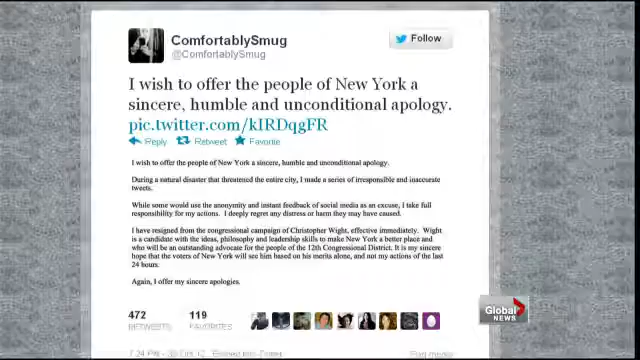 ComfortablySmug
@ComfortablySmug
Follow
I wish to offer the people of New York a
sincere, humble and unconditional apology.
pic.twitter.com/kIRDqgFR
Reply Retweet Favorite
I wish to offer the people of New York a sincere, humble and unconditional apology.
During a natural disaster that threatened the entire city, I made a series of irresponsible and inaccurate
tweets.
While some would use the anonymity and instant feedback of social media as an excuse, I take full
responsibility for my actions. I deeply regret any distress or harm they may have caused.
I have resigned from the congressional campaign of Christopher Wight, effective immediately. Wight
is a candidate with the ideas, philosophy and leadership skills to make New York a better place and
who will be an outstanding advocate for the people of the 12th Congressional District. It is my sincere
hope that the voters of New York will see him based on his merits alone, and not my actions of the last
24 hours.
Again, I offer my sincere apologies.
472 119
RETWEETS FAVORITES
Global
NEWS
7:24 PM
Flag media